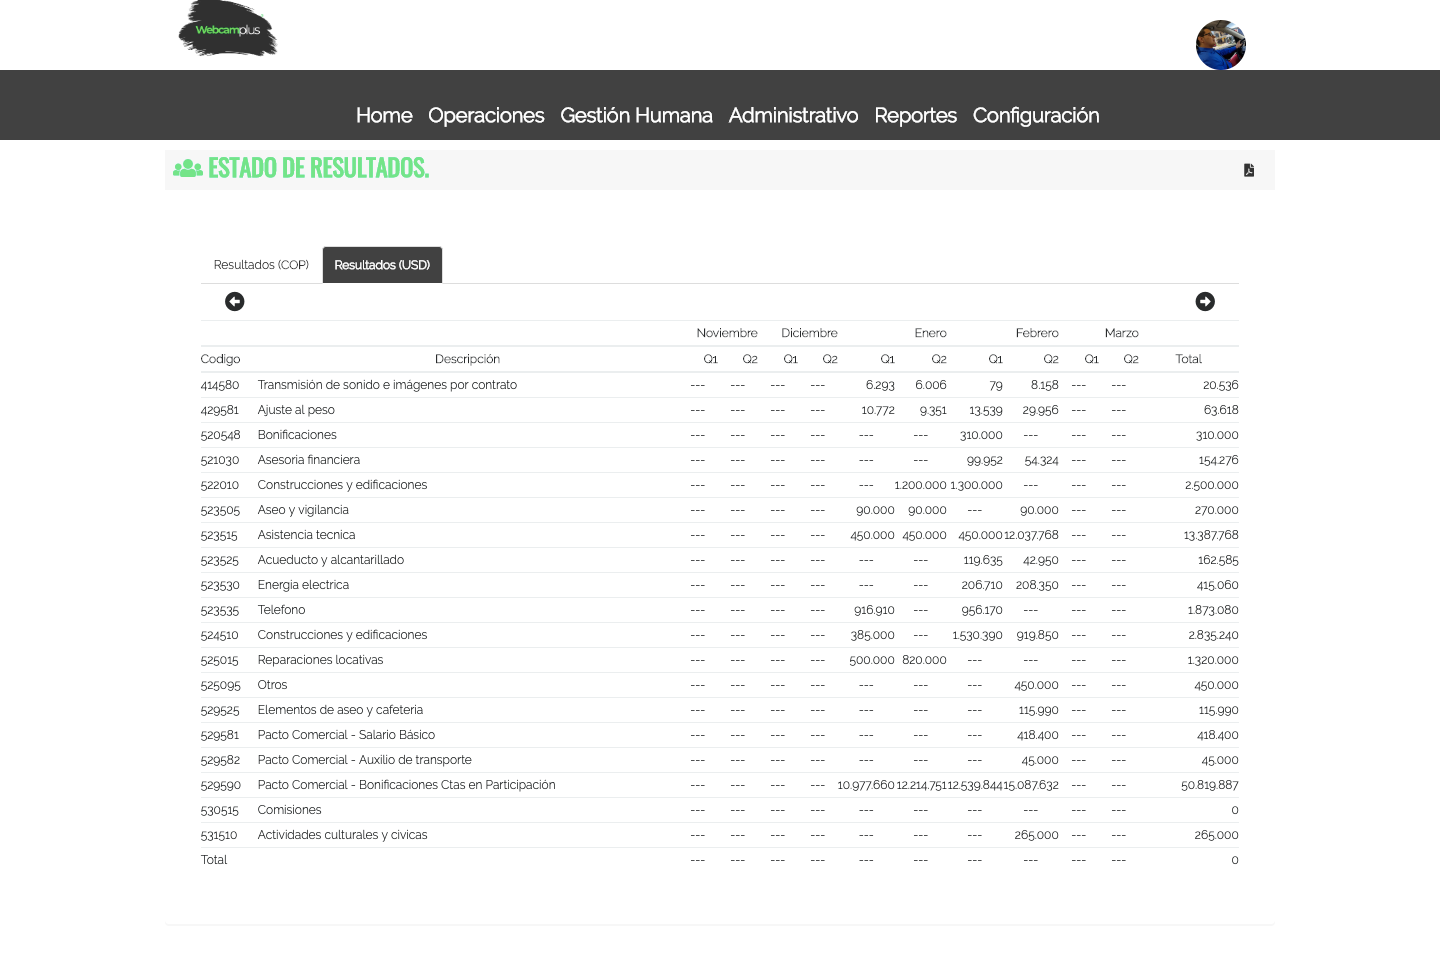 Webcamplus
Home Operaciones Gestión Humana Administrativo Reportes Configuración
ESTADO DE RESULTADOS.
Resultados (COP) Resultados (USD)
Noviembre Diciembre Enero Febrero Marzo
Codigo Descripción Q1 Q2 Q1 Q2 Q1 Q2 Q1 Q2 Q1 Q2 Total
414580 Transmisión de sonido e imágenes por contrato --- --- --- --- 6.293 6.006 79 8.158 --- --- 20.536
429581 Ajuste al peso --- --- --- --- 10.772 9.351 13.539 29.956 --- --- 63.618
520548 Bonificaciones --- --- --- --- --- --- 310.000 --- --- --- 310.000
521030 Asesoria financiera --- --- --- --- --- --- 99.952 54.324 --- --- 154.276
522010 Construcciones y edificaciones --- --- --- --- --- 1.200.000 1.300.000 --- --- --- 2.500.000
523505 Aseo y vigilancia --- --- --- --- 90.000 90.000 --- 90.000 --- --- 270.000
523515 Asistencia tecnica --- --- --- --- 450.000 450.000 450.000 12.037.768 --- --- 13.387.768
523525 Acueducto y alcantarillado --- --- --- --- --- --- 119.635 42.950 --- --- 162.585
523530 Energia electrica --- --- --- --- --- --- 206.710 208.350 --- --- 415.060
523535 Telefono --- --- --- --- 916.910 --- 956.170 --- --- --- 1.873.080
524510 Construcciones y edificaciones --- --- --- --- 385.000 --- 1.530.390 919.850 --- --- 2.835.240
525015 Reparaciones locativas --- --- --- --- 500.000 820.000 --- --- --- --- 1.320.000
525095 Otros --- --- --- --- --- --- --- 450.000 --- --- 450.000
529525 Elementos de aseo y cafeteria --- --- --- --- --- --- --- 115.990 --- --- 115.990
529581 Pacto Comercial - Salario Básico --- --- --- --- --- --- --- 418.400 --- --- 418.400
529582 Pacto Comercial - Auxilio de transporte --- --- --- --- --- --- --- 45.000 --- --- 45.000
529590 Pacto Comercial - Bonificaciones Ctas en Participación --- --- --- --- 10.977.660 12.214.751 12.539.844 15.087.632 --- --- 50.819.887
530515 Comisiones --- --- --- --- --- --- --- --- --- --- 0
531510 Actividades culturales y civicas --- --- --- --- --- --- --- 265.000 --- --- 265.000
Total --- --- --- --- --- --- --- --- --- --- 0